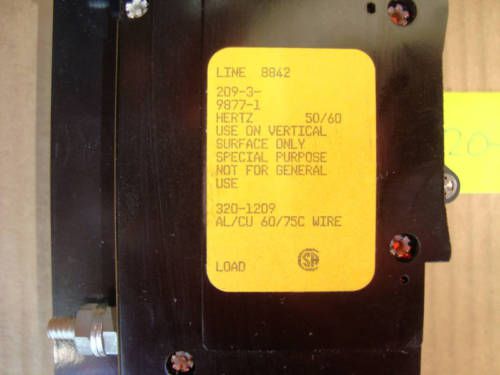 LINE 8842
209-3-
9877-1
HERTZ 50/60
USE ON VERTICAL
SURFACE ONLY
SPECIAL PURPOSE
NOT FOR GENERAL
USE
320-1209
AL/CU 60/75C WIRE
LOAD
20-